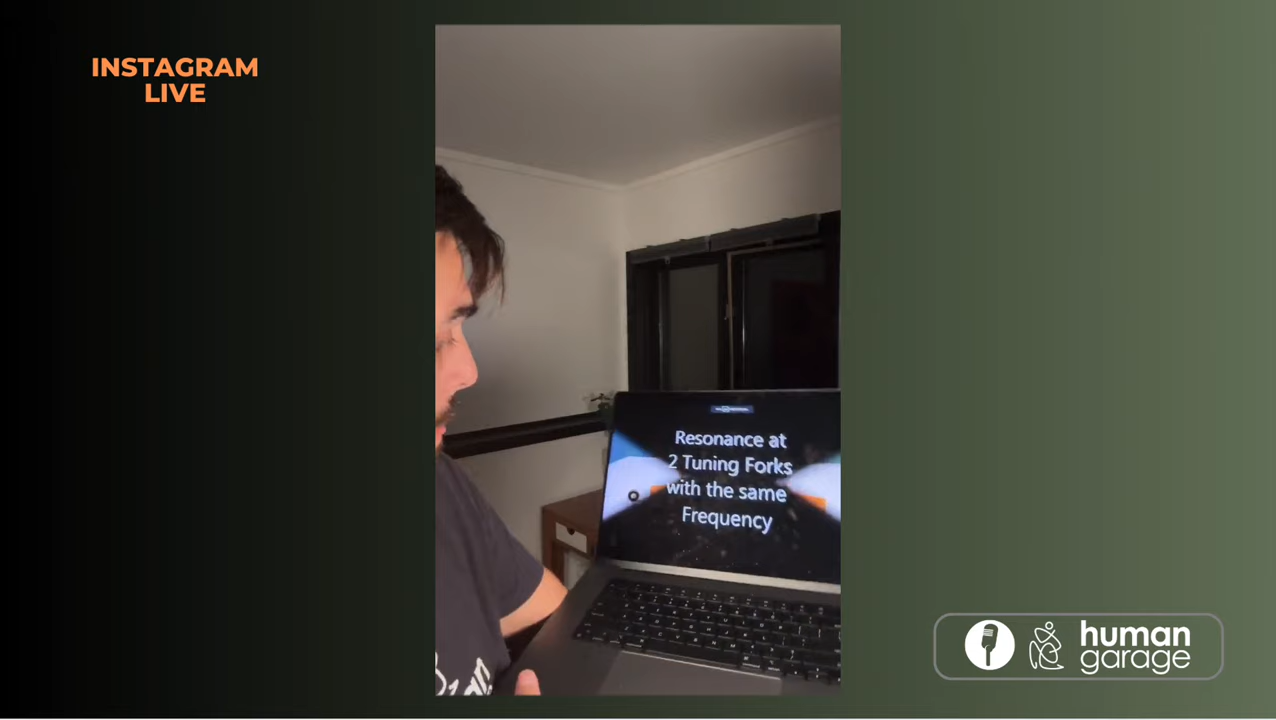 INSTAGRAM
LIVE
Resonance at
2 Tuning Forks
with the same
Frequency
human
garage